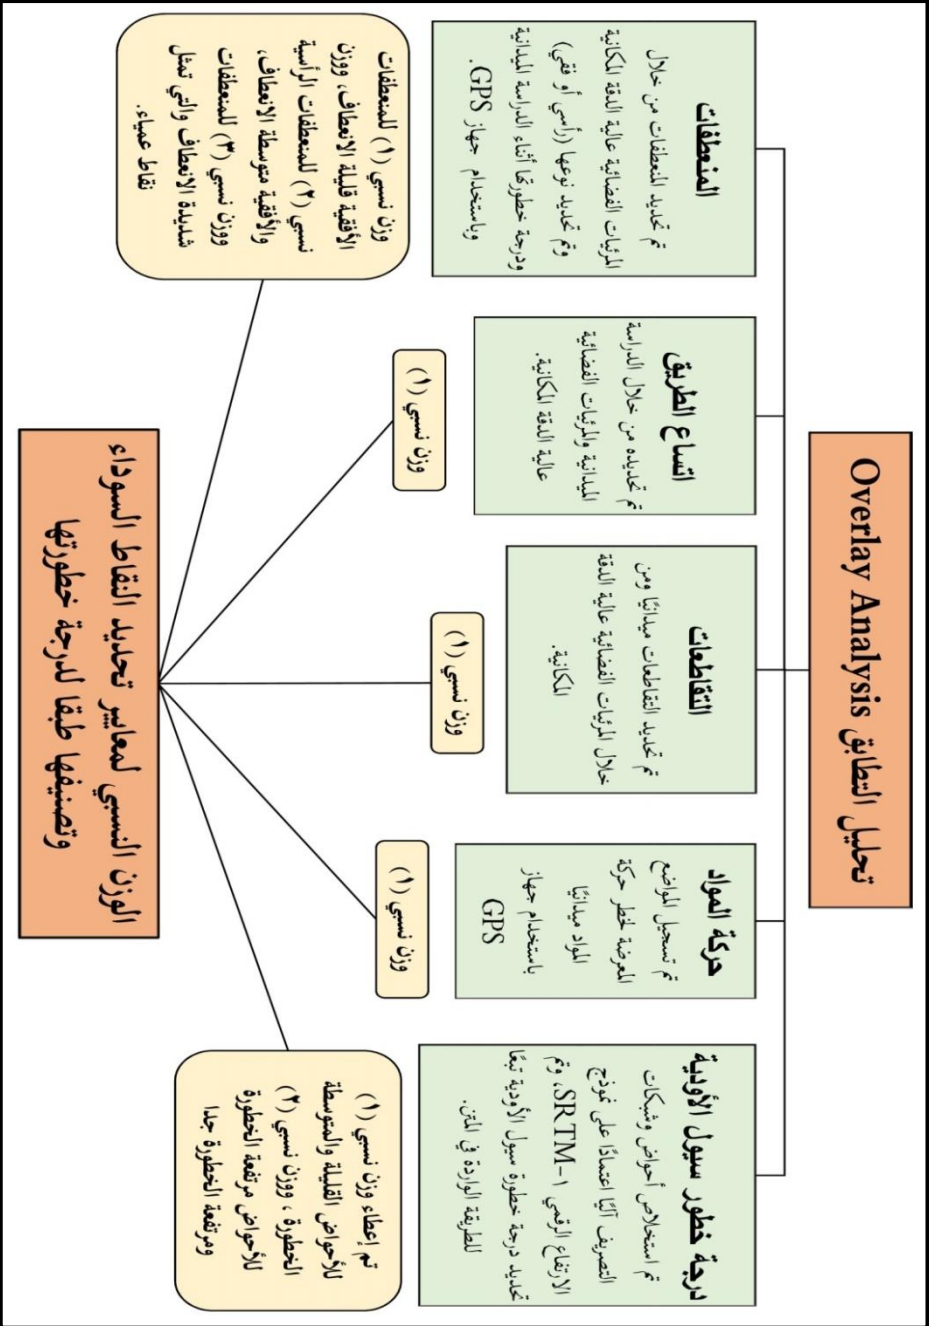 تحليل التطابق Overlay Analysis
درجة خطور سيول الأودية
تم استخلاص أحواض وشبكات
التصريف آليًا اعتمادًا على نموذج
الارتفاع الرقمي SRTM-١، وتم
تحديد درجة خطورة سيول الأودية تبعًا
للطريقة الواردة في المتن.
حركة المواد
تم تسجيل المواضع
المعرضة لخطر حركة
المواد ميدانيًا
باستخدام جهاز
GPS
التقاطعات
تم تحديد التقاطعات ميدانيًا ومن
خلال المرئيات الفضائية عالية الدقة
المكانية.
اتساع الطريق
تم تحديده من خلال الدراسة
الميدانية والمرئيات الفضائية
عالية الدقة المكانية.
المنعطفات
تم تحديد المنعطفات من خلال
المرئيات الفضائية عالية الدقة المكانية
وتم تحديد نوعها (رأسي أو فقي)
ودرجة خطورتها أثناء الدراسة الميدانية
وباستخدام جهاز GPS.
تم إعطاء وزن نسبي (١)
للأحواض القليلة والمتوسطة
الخطورة ، ووزن نسبي (٢)
للأحواض مرتفعة الخطورة
ومرتفعة الخطورة جدا
وزن نسبي (١)
وزن نسبي (١)
وزن نسبي (١)
وزن نسبي (١) للمنعطفات
الأفقية قليلة الانعطاف، ووزن
نسبي (٢) للمنعطفات الرأسية
والأفقية متوسطة الانعطاف،
ووزن نسبي (٣) للمنعطفات
شديدة الانعطاف والتي تمثل
نقاط عمياء.
الوزن النسبي لمعايير تحديد النقاط السوداء
وتصنيفها طبقا لدرجة خطورتها